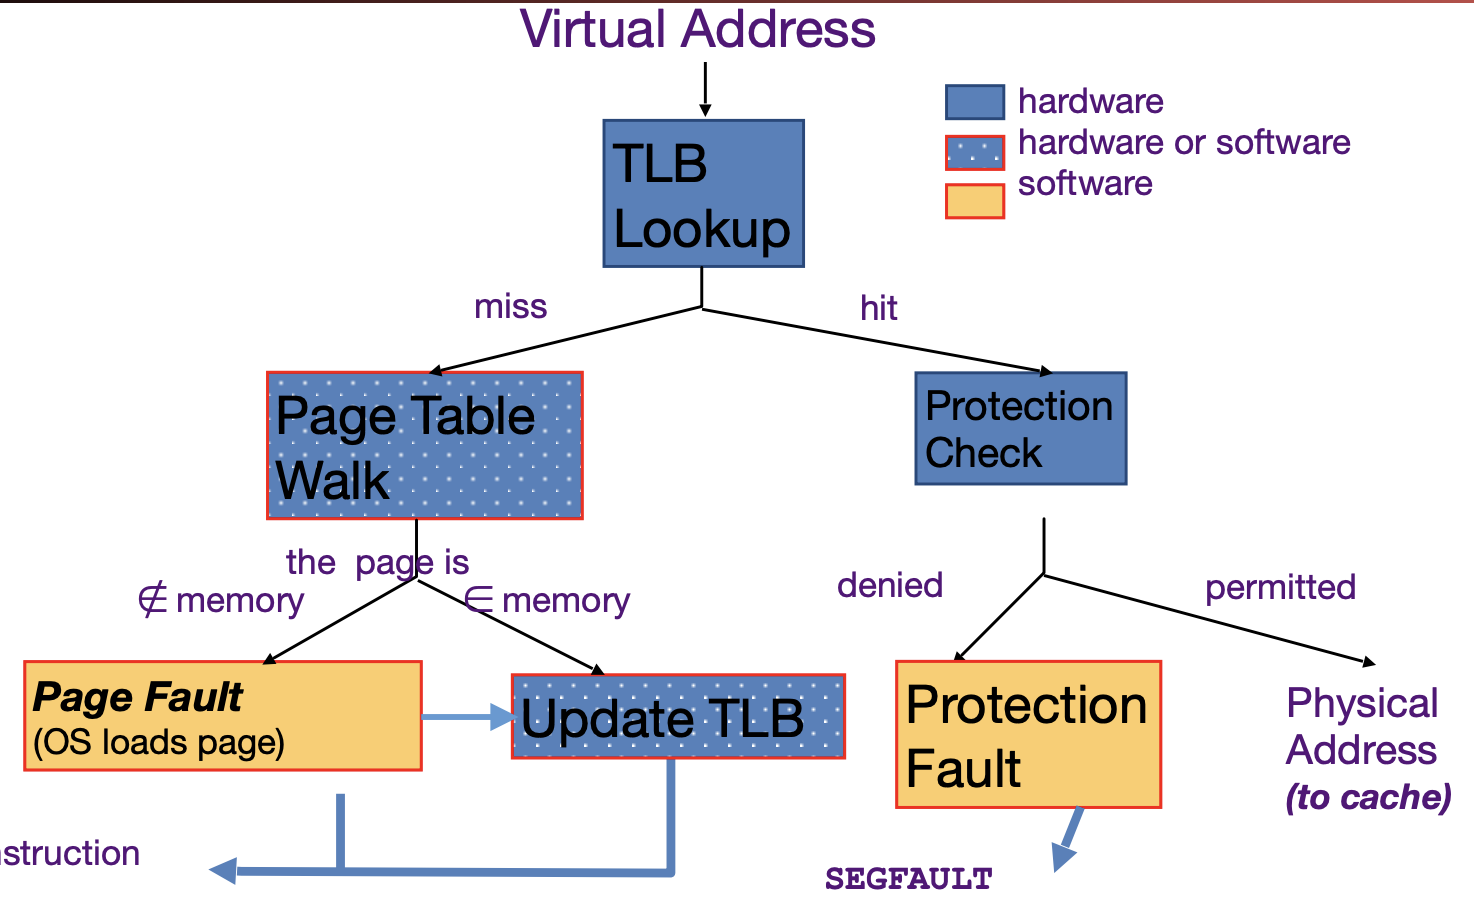 Virtual Address
hardware
hardware or software
software
TLB
Lookup
miss
hit
Page Table
Walk
Protection
Check
the page is
∉ memory
∈ memory
denied
permitted
Page Fault
(OS loads page)
Update TLB
Protection
Fault
Physical
Address
(to cache)
nstruction
SEGFAULT